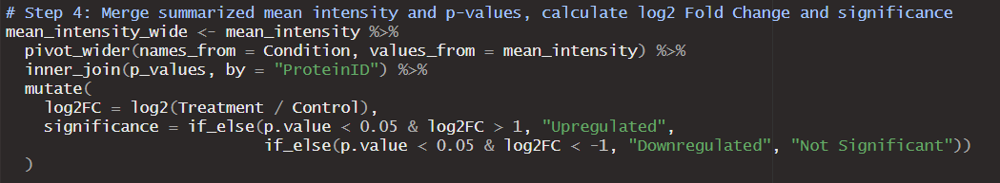 # Step 4: Merge summarized mean intensity and p-values, calculate log2 Fold Change and significance
mean_intensity_wide <- mean_intensity %>%
  pivot_wider(names_from = Condition, values_from = mean_intensity) %>%
  inner_join(p_values, by = "ProteinID") %>%
  mutate(
    log2FC = log2(Treatment / Control),
    significance = if_else(p.value < 0.05 & log2FC > 1, "Upregulated",
                           if_else(p.value < 0.05 & log2FC < -1, "Downregulated", "Not Significant"))
  )